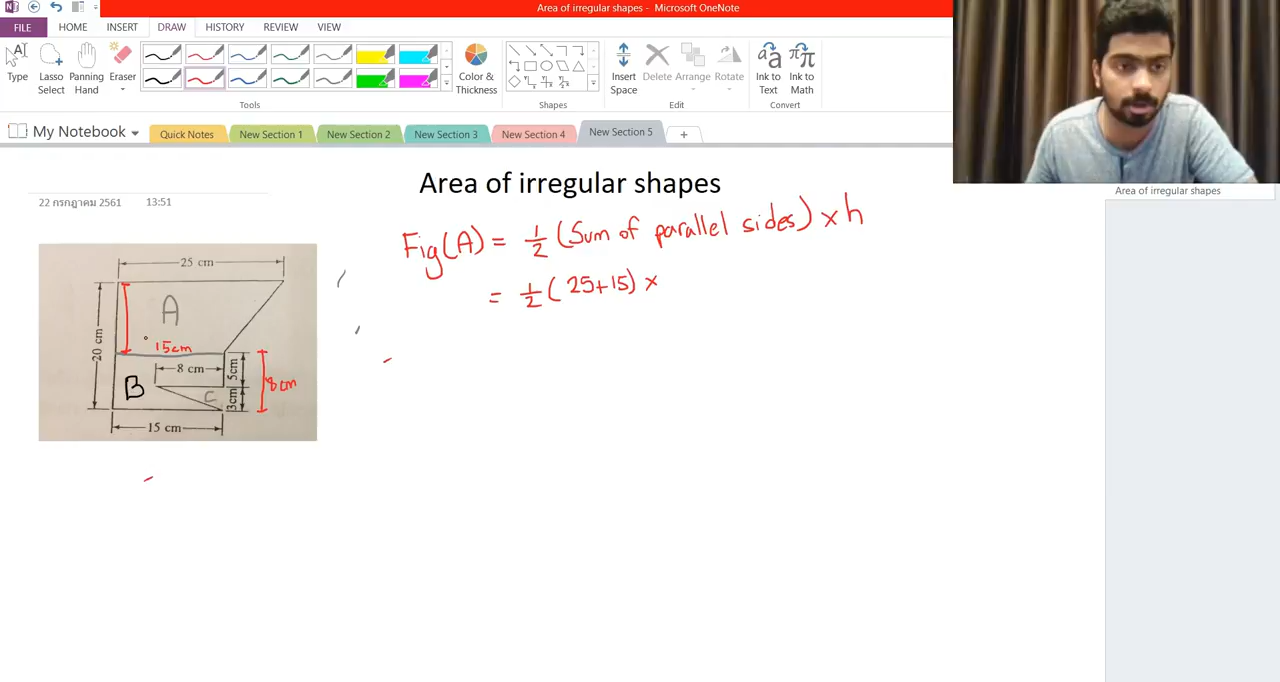 Area of irregular shapes - Microsoft OneNote
FILE HOME INSERT DRAW HISTORY REVIEW VIEW
Type
Lasso Select
Panning Hand
Eraser
Color & Thickness
Insert Space
Delete
Arrange
Rotate
Ink to Text
Ink to Math
Tools
Shapes
Edit
Convert
My Notebook
Quick Notes
New Section 1
New Section 2
New Section 3
New Section 4
New Section 5
+
Area of irregular shapes
Area of irregular shapes
22 กรกฎาคม 2561 13:51
Fig(A) = 1/2 (Sum of parallel sides) × h
= 1/2 (25+15) ×
25 cm
A
20 cm
15cm
8 cm
5cm
B
C
3cm
8cm
15 cm